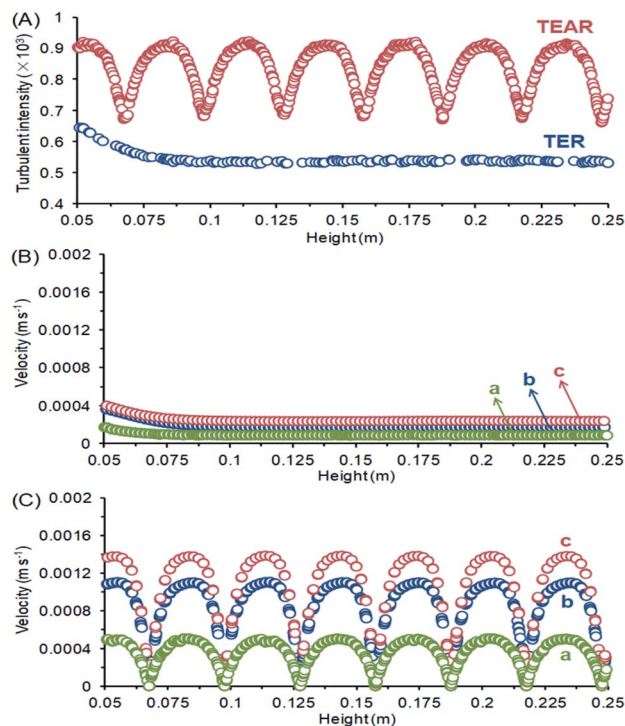 (A)
Turbulent intensity (×10³)
1
0.9
0.8
0.7
0.6
0.5
0.4
TEAR
TER
0.05 0.075 0.1 0.125 0.15 0.175 0.2 0.225 0.25
Height (m)
(B)
Velocity (m s⁻¹)
0.002
0.0016
0.0012
0.0008
0.0004
0
a b c
0.05 0.075 0.1 0.125 0.15 0.175 0.2 0.225 0.25
Height (m)
(C)
Velocity (m s⁻¹)
0.002
0.0016
0.0012
0.0008
0.0004
0
c
b
a
0.05 0.075 0.1 0.125 0.15 0.175 0.2 0.225 0.25
Height (m)